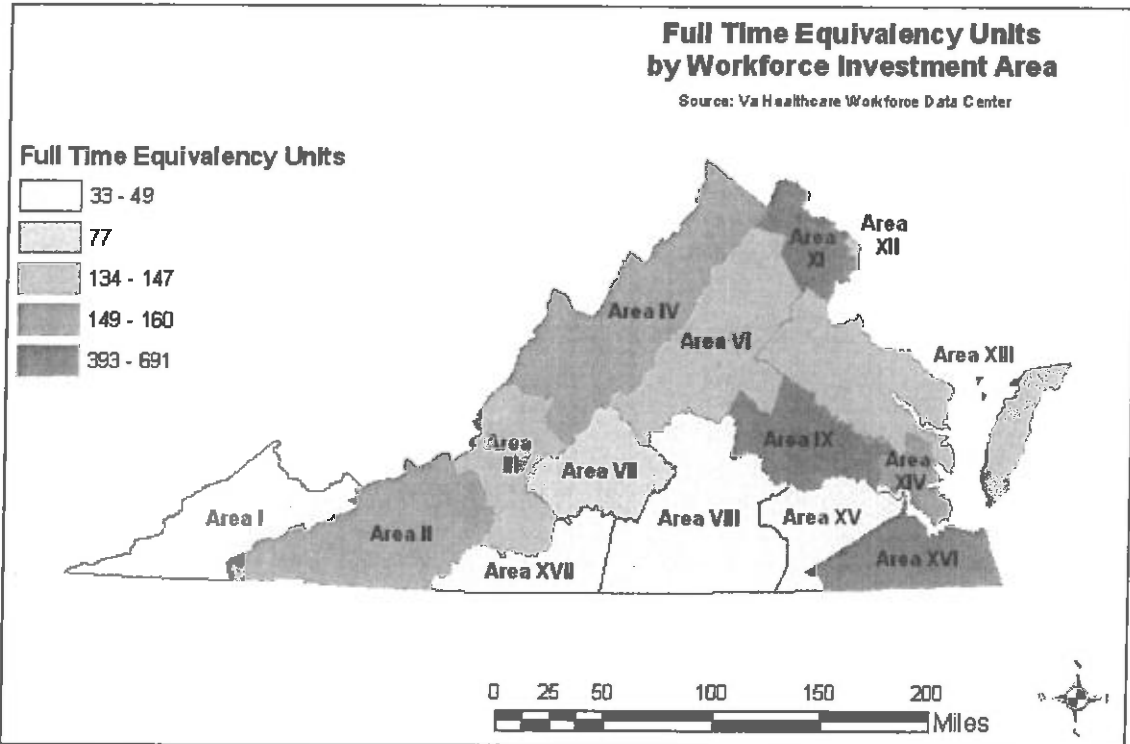 Full Time Equivalency Units
by Workforce Investment Area
Source: Va Healthcare Workforce Data Center
Full Time Equivalency Units
33 - 49
77
134 - 147
149 - 160
393 - 691
Area
XII
Area
XI
Area IV
Area VI
Area XIII
Area IX
Area
III
Area VII
Area
XIV
Area I
Area II
Area VIII
Area XV
Area XVII
Area XVI
0 25 50 100 150 200
Miles